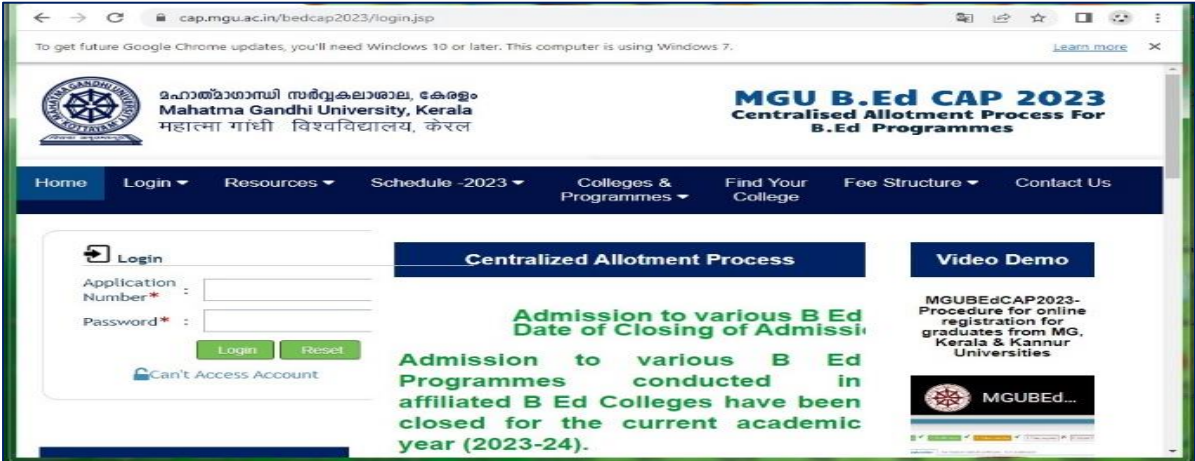 cap.mgu.ac.in/bedcap2023/login.jsp
To get future Google Chrome updates, you'll need Windows 10 or later. This computer is using Windows 7.
Learn more
മഹാത്മാഗാന്ധി സർവ്വകലാശാല, കേരളം
Mahatma Gandhi University, Kerala
महात्मा गांधी विश्वविद्यालय, केरल
MGU B.Ed CAP 2023
Centralised Allotment Process For
B.Ed Programmes
Home
Login
Resources
Schedule -2023
Colleges &
Programmes
Find Your
College
Fee Structure
Contact Us
Login
Application
Number* :
Password* :
Login
Reset
Can't Access Account
Centralized Allotment Process
Admission to various B Ed
Date of Closing of Admissi
Admission to various B Ed
Programmes conducted in
affiliated B Ed Colleges have been
closed for the current academic
year (2023-24).
Video Demo
MGUBEdCAP2023-
Procedure for online
registration for
graduates from MG,
Kerala & Kannur
Universities
MGUBEd...